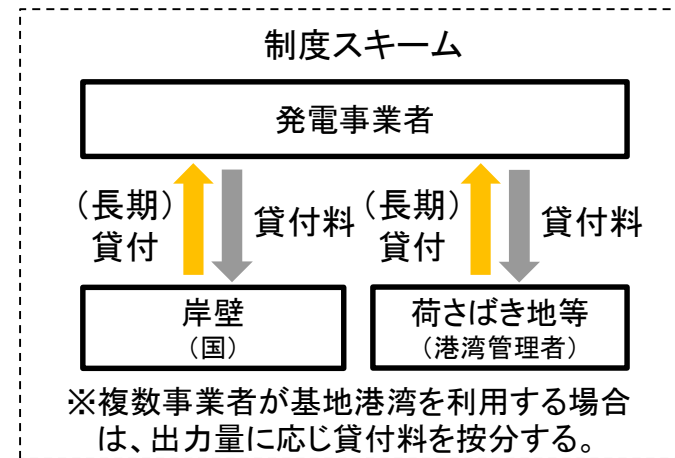 制度スキーム
発電事業者
（長期）
貸付
貸付料
（長期）
貸付
貸付料
岸壁
（国）
荷さばき地等
（港湾管理者）
※複数事業者が基地港湾を利用する場合
は、出力量に応じ貸付料を按分する。